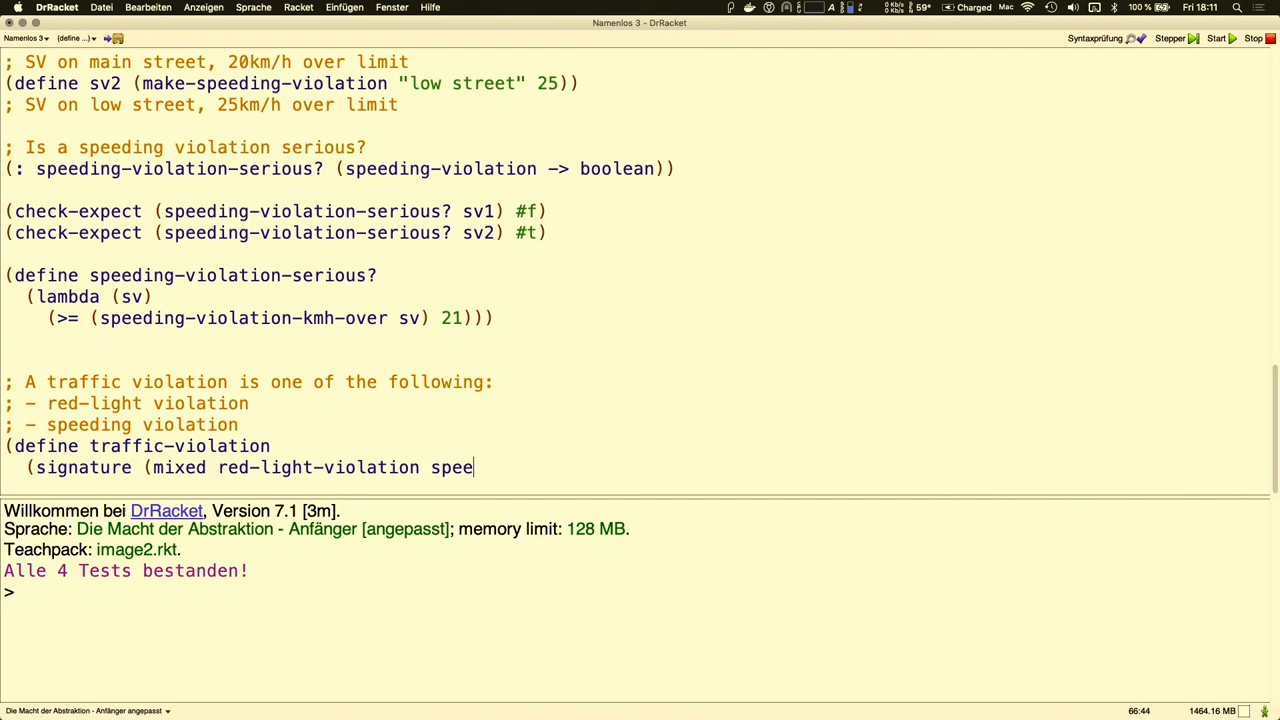 DrRacket Datei Bearbeiten Anzeigen Sprache Racket Einfügen Fenster Hilfe
0 Kb/s 0 Kb/s 59° Charged Mac 100 % Fri 18:11
Namenlos 3 - DrRacket
Namenlos 3 (define ...) Syntaxprüfung Stepper Start Stop
; SV on main street, 20km/h over limit
(define sv2 (make-speeding-violation "low street" 25))
; SV on low street, 25km/h over limit
; Is a speeding violation serious?
(: speeding-violation-serious? (speeding-violation -> boolean))
(check-expect (speeding-violation-serious? sv1) #f)
(check-expect (speeding-violation-serious? sv2) #t)
(define speeding-violation-serious?
(lambda (sv)
(>= (speeding-violation-kmh-over sv) 21)))
; A traffic violation is one of the following:
; - red-light violation
; - speeding violation
(define traffic-violation
(signature (mixed red-light-violation spee
Willkommen bei DrRacket, Version 7.1 [3m].
Sprache: Die Macht der Abstraktion - Anfänger [angepasst]; memory limit: 128 MB.
Teachpack: image2.rkt.
Alle 4 Tests bestanden!
>
Die Macht der Abstraktion - Anfänger angepasst 66:44 1464.16 MB